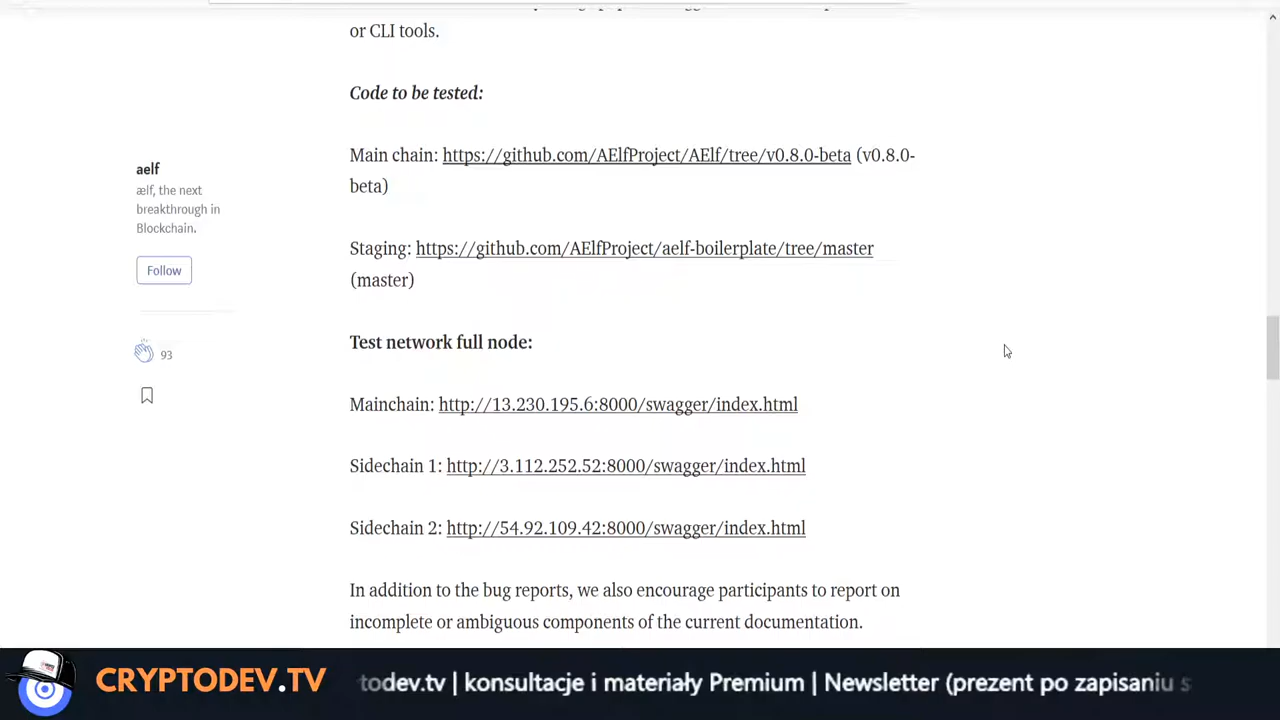 or CLI tools.
Code to be tested:
aelf
ælf, the next
breakthrough in
Blockchain.
Follow
93
Main chain: https://github.com/AElfProject/AElf/tree/v0.8.0-beta (v0.8.0-
beta)
Staging: https://github.com/AElfProject/aelf-boilerplate/tree/master
(master)
Test network full node:
Mainchain: http://13.230.195.6:8000/swagger/index.html
Sidechain 1: http://3.112.252.52:8000/swagger/index.html
Sidechain 2: http://54.92.109.42:8000/swagger/index.html
In addition to the bug reports, we also encourage participants to report on
incomplete or ambiguous components of the current documentation.
CRYPTODEV.TV
todev.tv | konsultacje i materiały Premium | Newsletter (prezent po zapisaniu s